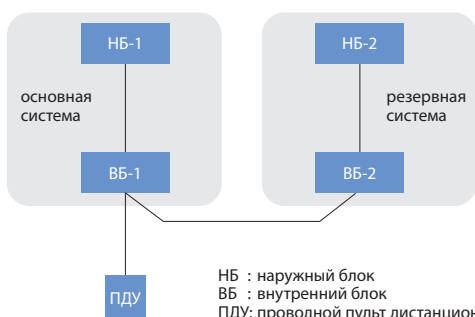 НБ-1
НБ-2
основная
система
резервная
система
ВБ-1
ВБ-2
ПДУ
НБ : наружный блок
ВБ : внутренний блок
ПДУ: проводной пульт